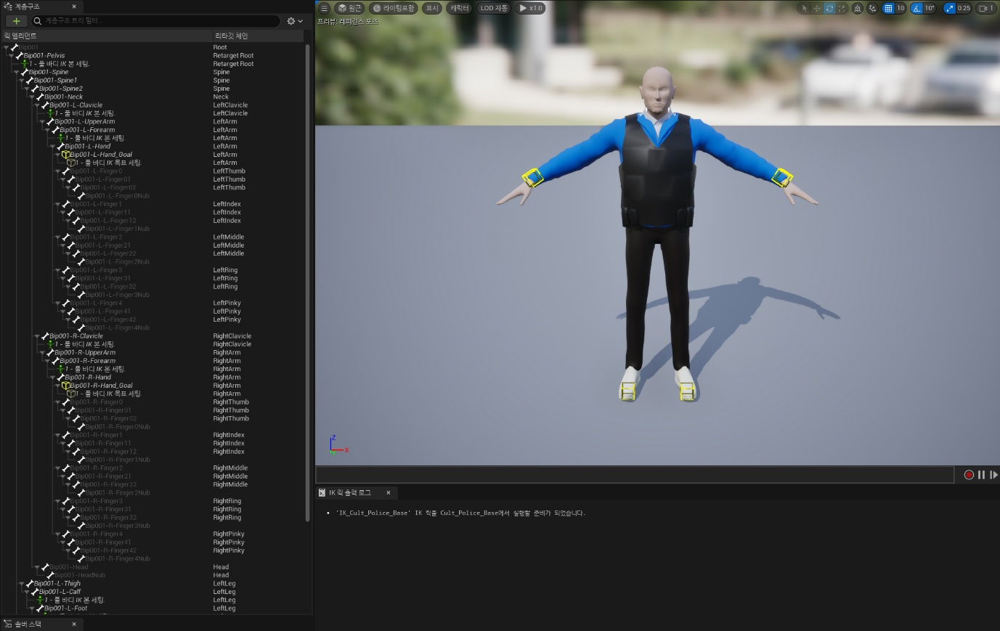 계층구조
계층구조 트리 필터...
릭 엘리먼트 리타깃 체인
Bip001 Root
Bip001-Pelvis Retarget Root
1 - 풀 바디 IK 본 세팅. Retarget Root
Bip001-Spine Spine
Bip001-Spine1 Spine
Bip001-Spine2 Spine
Bip001-Neck Neck
Bip001-L-Clavicle LeftClavicle
1 - 풀 바디 IK 본 세팅. LeftClavicle
Bip001-L-UpperArm LeftArm
Bip001-L-Forearm LeftArm
1 - 풀 바디 IK 본 세팅. LeftArm
Bip001-L-Hand LeftArm
Bip001-L-Hand_Goal LeftArm
1 - 풀 바디 IK 목표 세팅. LeftArm
Bip001-L-Finger0 LeftThumb
Bip001-L-Finger01 LeftThumb
Bip001-L-Finger02 LeftThumb
Bip001-L-Finger0Nub
Bip001-L-Finger1 LeftIndex
Bip001-L-Finger11 LeftIndex
Bip001-L-Finger12 LeftIndex
Bip001-L-Finger1Nub
Bip001-L-Finger2 LeftMiddle
Bip001-L-Finger21 LeftMiddle
Bip001-L-Finger22 LeftMiddle
Bip001-L-Finger2Nub
Bip001-L-Finger3 LeftRing
Bip001-L-Finger31 LeftRing
Bip001-L-Finger32 LeftRing
Bip001-L-Finger3Nub
Bip001-L-Finger4 LeftPinky
Bip001-L-Finger41 LeftPinky
Bip001-L-Finger42 LeftPinky
Bip001-L-Finger4Nub
Bip001-R-Clavicle RightClavicle
1 - 풀 바디 IK 본 세팅. RightClavicle
Bip001-R-UpperArm RightArm
Bip001-R-Forearm RightArm
1 - 풀 바디 IK 본 세팅. RightArm
Bip001-R-Hand RightArm
Bip001-R-Hand_Goal RightArm
1 - 풀 바디 IK 목표 세팅. RightArm
Bip001-R-Finger0 RightThumb
Bip001-R-Finger01 RightThumb
Bip001-R-Finger02 RightThumb
Bip001-R-Finger0Nub
Bip001-R-Finger1 RightIndex
Bip001-R-Finger11 RightIndex
Bip001-R-Finger12 RightIndex
Bip001-R-Finger1Nub
Bip001-R-Finger2 RightMiddle
Bip001-R-Finger21 RightMiddle
Bip001-R-Finger22 RightMiddle
Bip001-R-Finger2Nub
Bip001-R-Finger3 RightRing
Bip001-R-Finger31 RightRing
Bip001-R-Finger32 RightRing
Bip001-R-Finger3Nub
Bip001-R-Finger4 RightPinky
Bip001-R-Finger41 RightPinky
Bip001-R-Finger42 RightPinky
Bip001-R-Finger4Nub
Bip001-Head Head
Bip001-HeadNub Head
Bip001-L-Thigh LeftLeg
Bip001-L-Calf LeftLeg
1 - 풀 바디 IK 본 세팅. LeftLeg
Bip001-L-Foot LeftLeg
솔버 스택
원근 라이팅포함 표시 캐릭터 LOD 자동 x1.0 10 10° 0.25 1
프리뷰: 레퍼런스 포즈
Z
X
Y
IK 릭 출력 로그
'IK_Cult_Police_Base' IK 릭을 Cult_Police_Base에서 실행할 준비가 되었습니다.